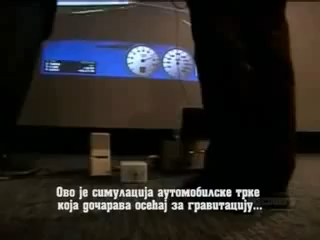 Ово је симулација аутомобилске трке
која дочарава осећај за гравитацију...